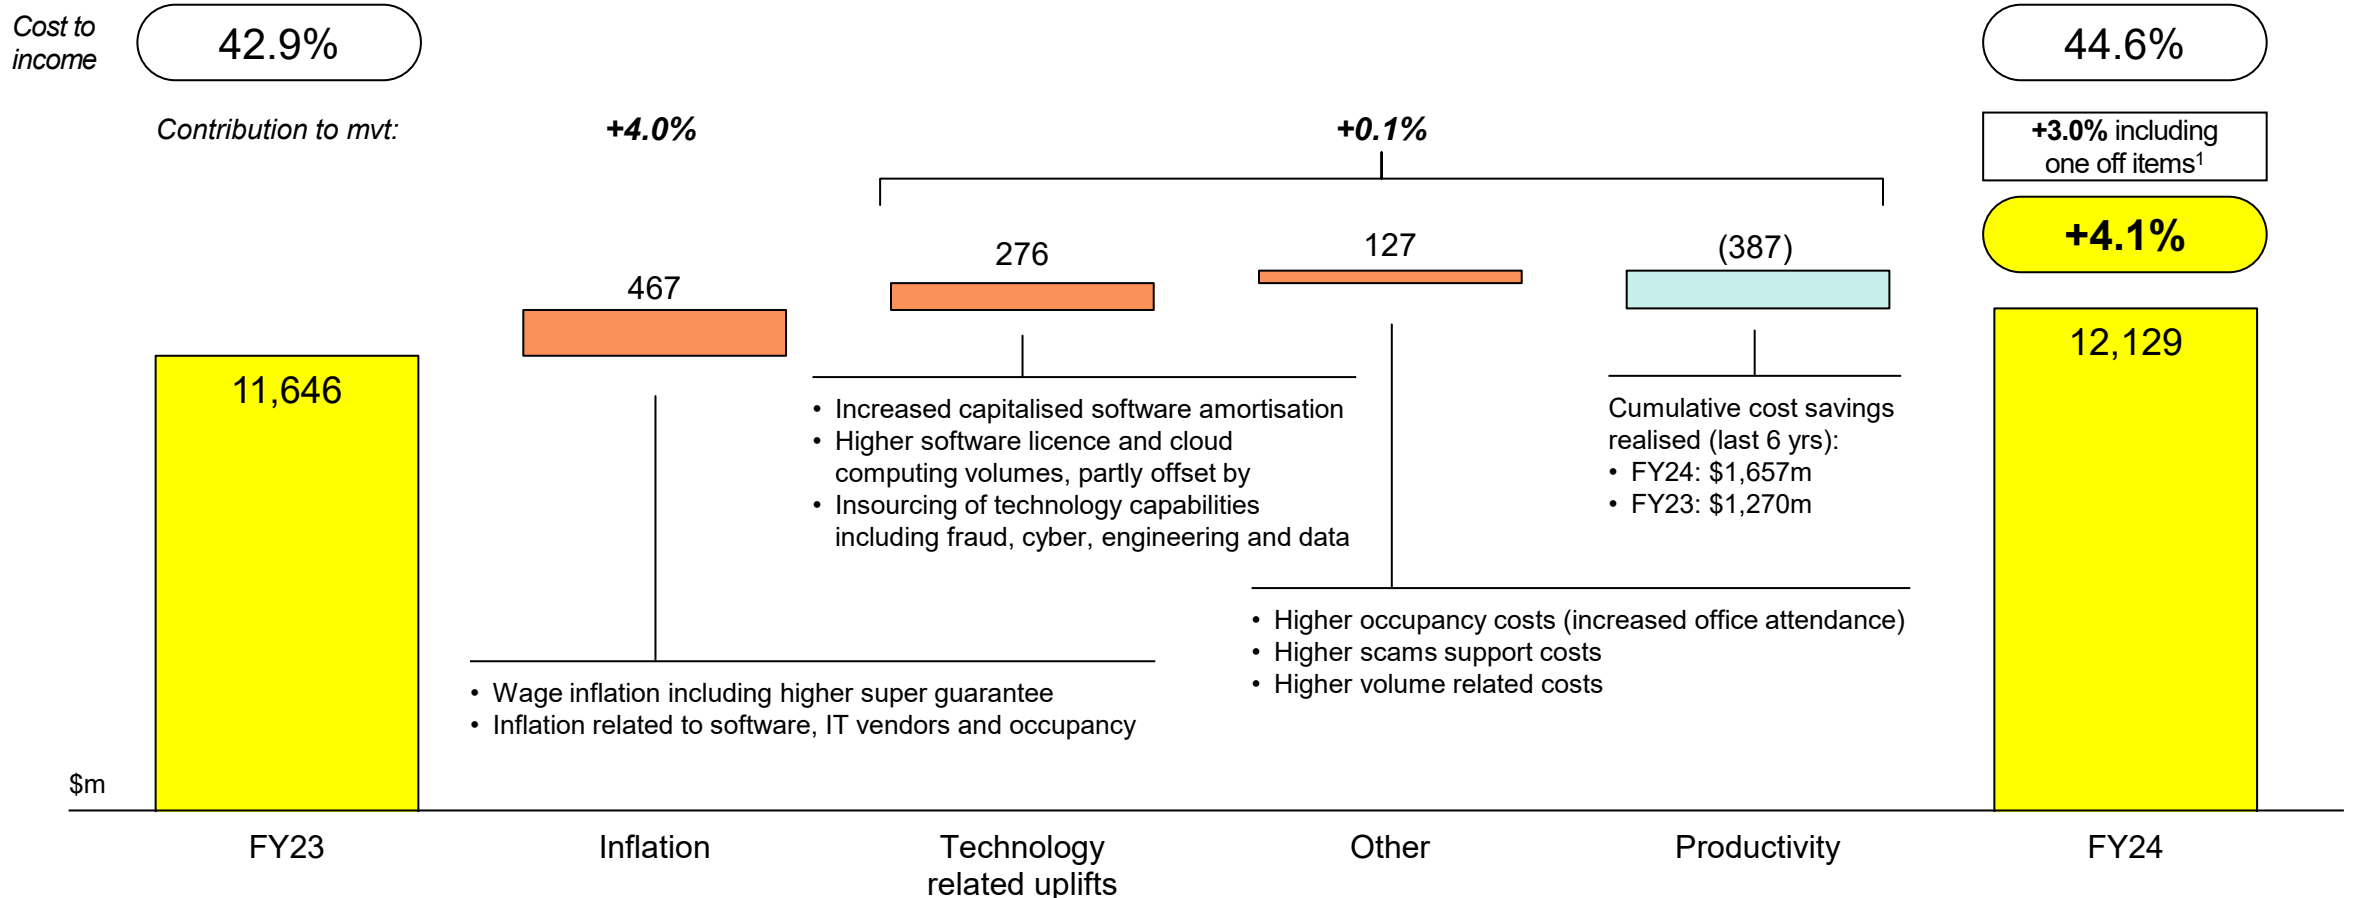 Cost to
income
42.9%
44.6%
Contribution to mvt:
+4.0%
+0.1%
+3.0% including
one off items¹
+4.1%
467
276
127
(387)
11,646
12,129
• Increased capitalised software amortisation
• Higher software licence and cloud
computing volumes, partly offset by
• Insourcing of technology capabilities
including fraud, cyber, engineering and data
Cumulative cost savings
realised (last 6 yrs):
• FY24: $1,657m
• FY23: $1,270m
• Higher occupancy costs (increased office attendance)
• Higher scams support costs
• Higher volume related costs
• Wage inflation including higher super guarantee
• Inflation related to software, IT vendors and occupancy
$m
FY23
Inflation
Technology
related uplifts
Other
Productivity
FY24